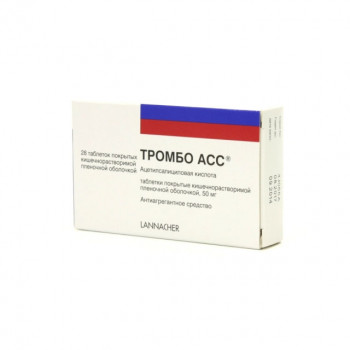 28 таблеток покрытых
кишечнорастворимой
пленочной оболочкой
ТРОМБО АСС®
Ацетилсалициловая кислота
таблетки покрытые кишечнорастворимой
пленочной оболочкой, 50 мг
Антиагрегантное средство
LANNACHER